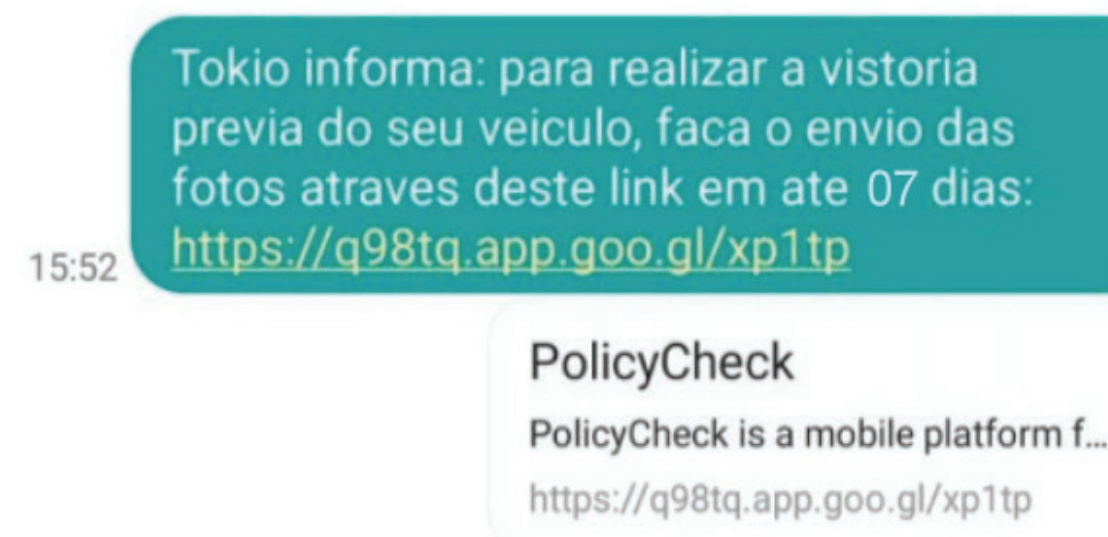 Tokio informa: para realizar a vistoria
previa do seu veiculo, faca o envio das
fotos atraves deste link em ate 07 dias:
https://q98tq.app.goo.gl/xp1tp
15:52
PolicyCheck
PolicyCheck is a mobile platform f...
https://q98tq.app.goo.gl/xp1tp